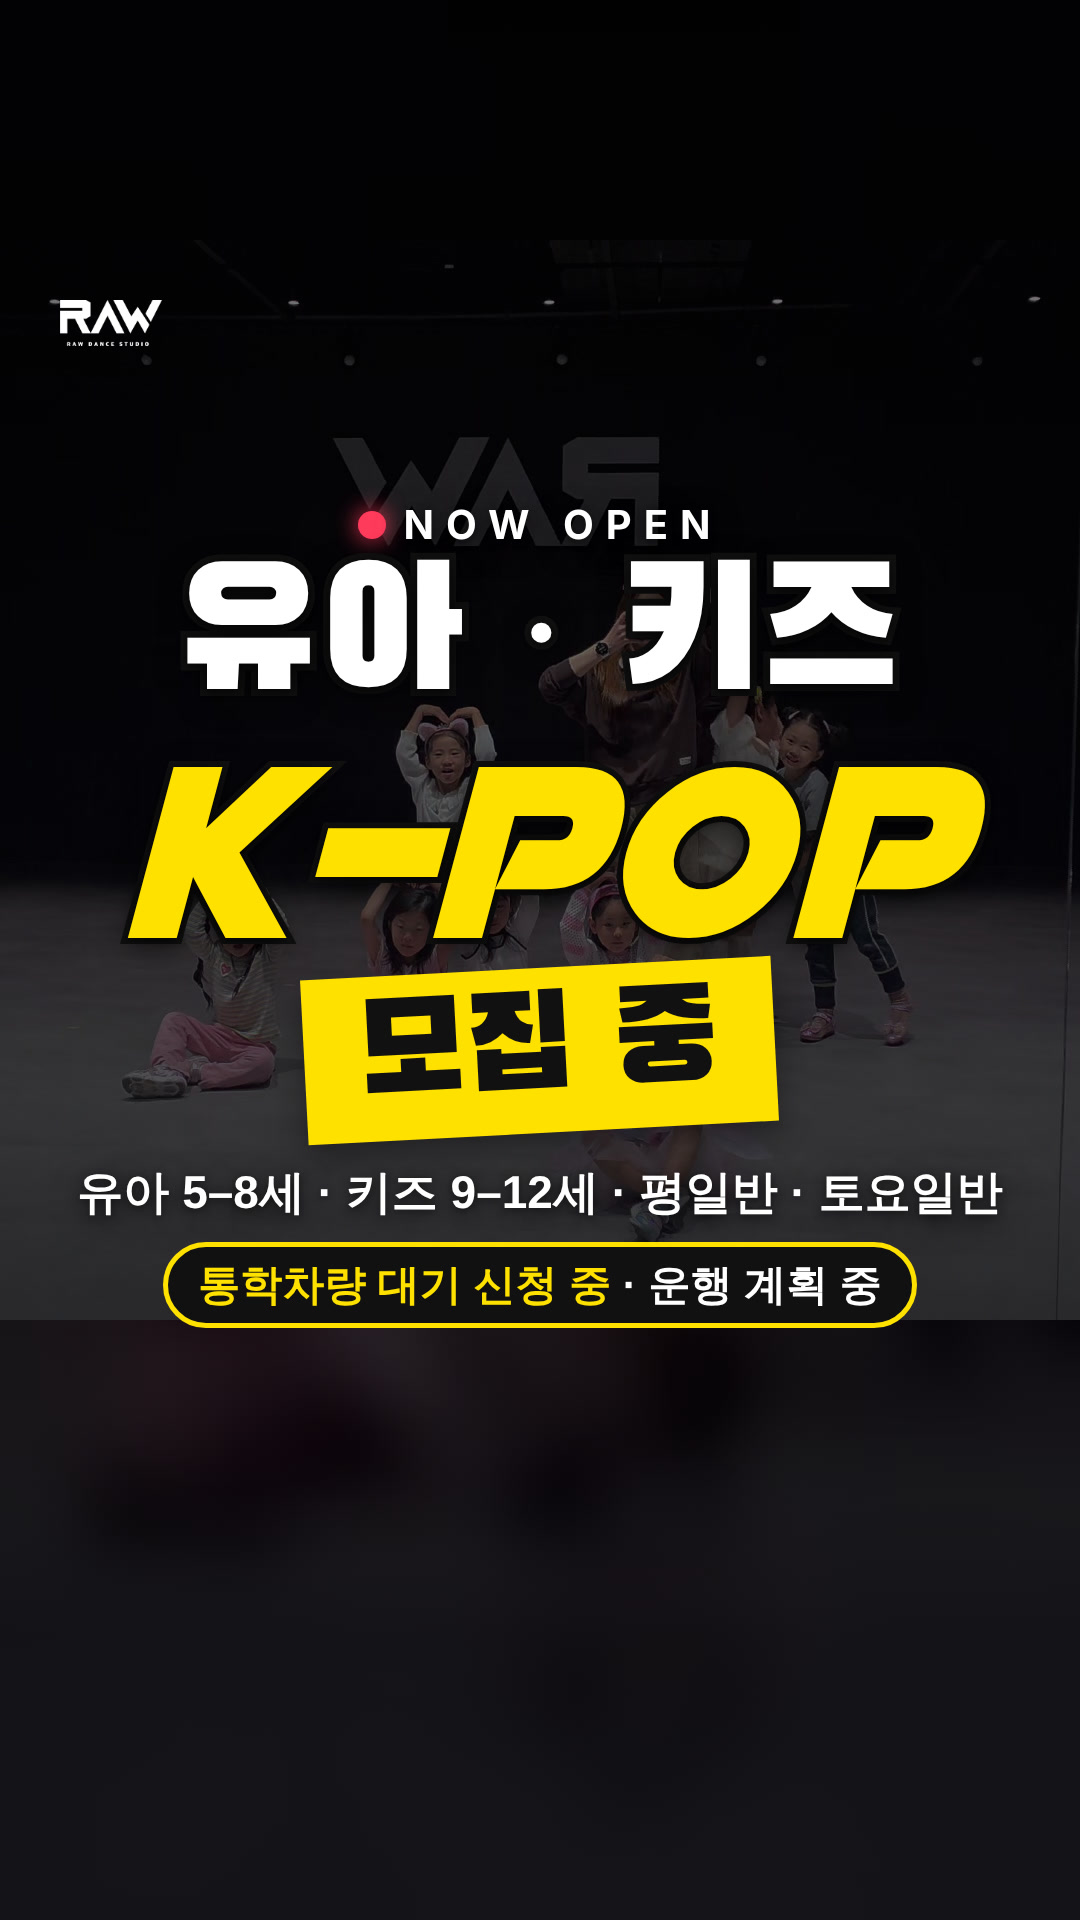 RAW
RAW DANCE STUDIO
RAW
NOW OPEN
유아 · 키즈
K-POP
모집 중
유아 5–8세 · 키즈 9–12세 · 평일반 · 토요일반
통학차량 대기 신청 중 · 운행 계획 중